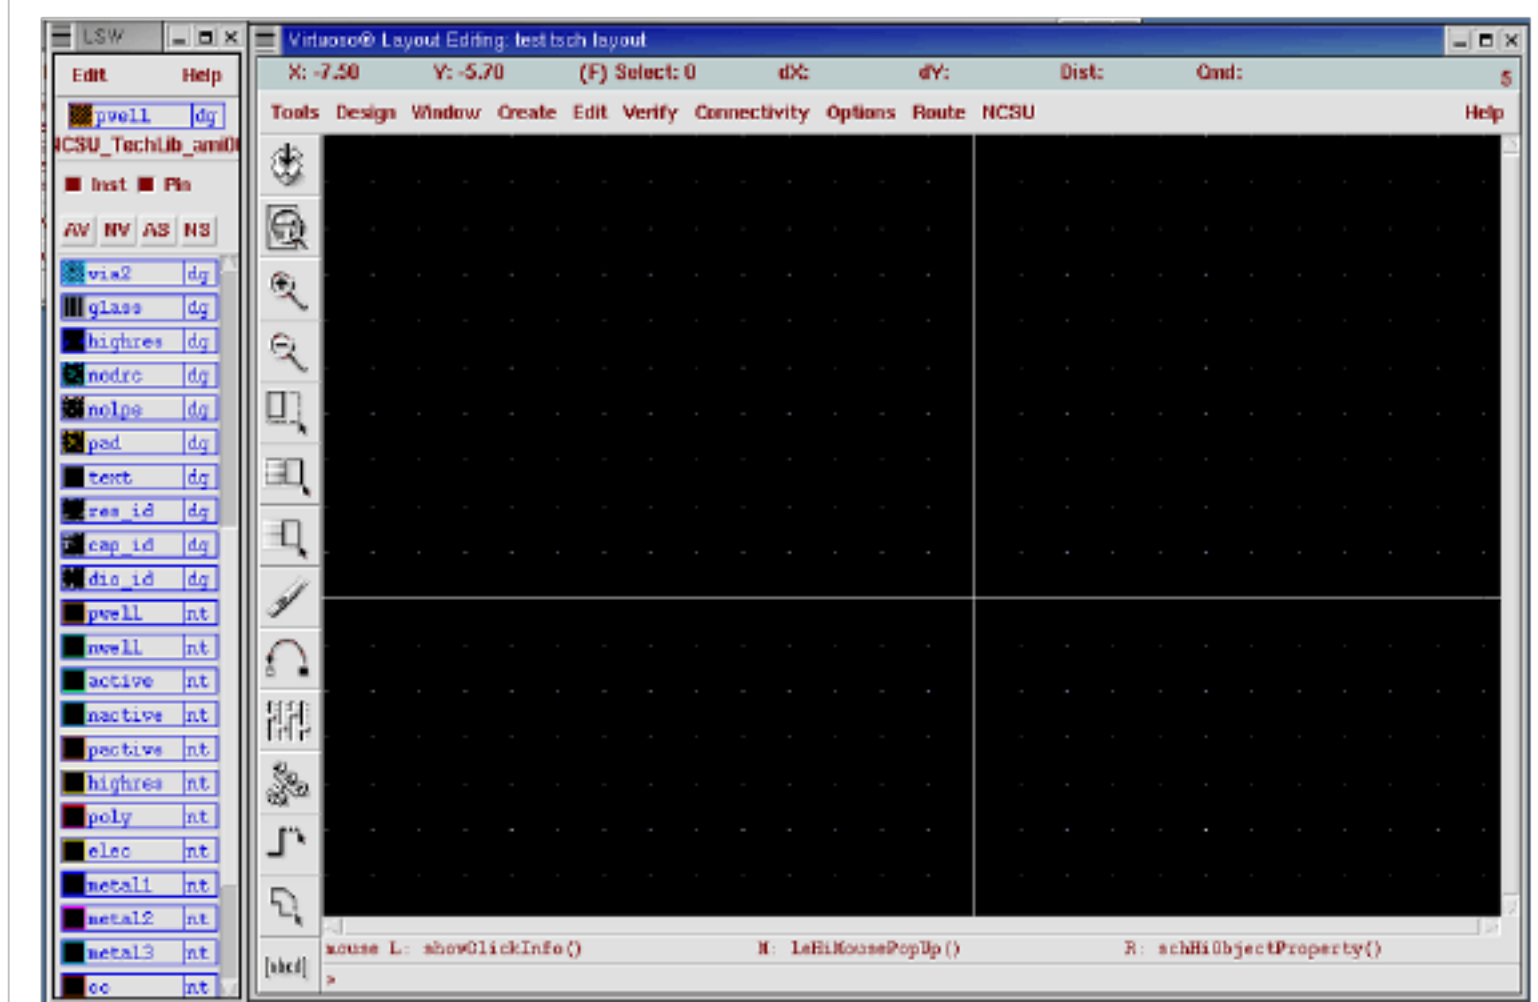 LSW
Edit Help
pwell dg
NCSU_TechLib_ami0
Inst Pin
AV NV AS NS
via2 dg
glass dg
highres dg
nodrc dg
nolpe dg
pad dg
text dg
res_id dg
cap_id dg
dio_id dg
pwell nt
nwell nt
active nt
nactive nt
pactive nt
highres nt
poly nt
elec nt
metal1 nt
metal2 nt
metal3 nt
cc nt
Virtuoso® Layout Editing: test tsch layout
X: -7.50 Y: -5.70 (F) Select: 0 dX: dY: Dist: Cmd: 5
Tools Design Window Create Edit Verify Connectivity Options Route NCSU Help
[abcd]
mouse L: showClickInfo() M: leHiMousePopUp() R: schHiObjectProperty()
>